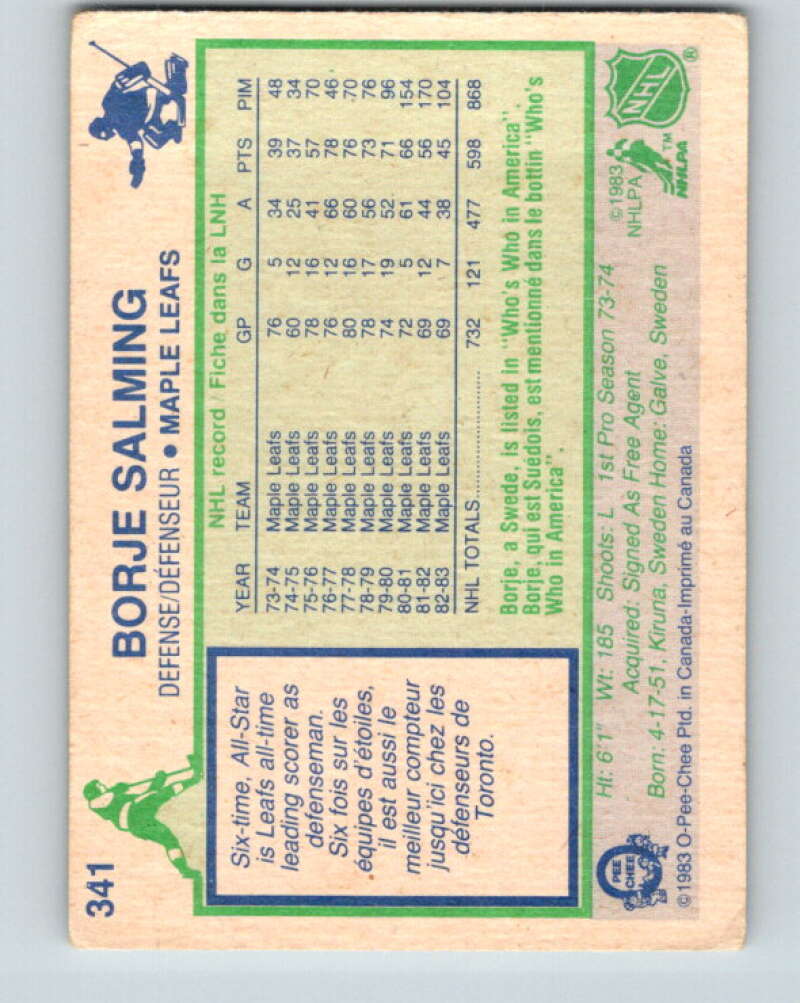 341
BORJE SALMING
DEFENSE/DÉFENSEUR • MAPLE LEAFS
Six-time, All-Star
is Leafs all-time
leading scorer as
defenseman.
Six fois sur les
équipes d'étoiles,
il est aussi le
meilleur compteur
jusqu'ici chez les
défenseurs de
Toronto.
NHL record Fiche dans la LNH
YEAR TEAM GP G A PTS PIM
73-74 Maple Leafs 76 5 34 39 48
74-75 Maple Leafs 60 12 25 37 34
75-76 Maple Leafs 78 16 41 57 70
76-77 Maple Leafs 76 12 66 78 46
77-78 Maple Leafs 80 16 60 76 70
78-79 Maple Leafs 78 17 56 73 76
79-80 Maple Leafs 74 19 52 71 96
80-81 Maple Leafs 72 5 61 66 154
81-82 Maple Leafs 69 12 44 56 170
82-83 Maple Leafs 69 7 38 45 104
NHL TOTALS.................... 732 121 477 598 868
Borje, a Swede, is listed in "Who's Who in America".
Borje, qui est Suédois, est mentionné dans le bottin "Who's
Who in America".
Ht: 6'1" Wt: 185 Shoots: L 1st Pro Season 73-74
Acquired: Signed As Free Agent
Born: 4-17-51, Kiruna, Sweden Home: Galve, Sweden
©1983 O-Pee-Chee Ptd. in Canada-Imprimé au Canada
O
PEE
CHEE
©1983
NHLPA
NHLPA
TM
NHL
®